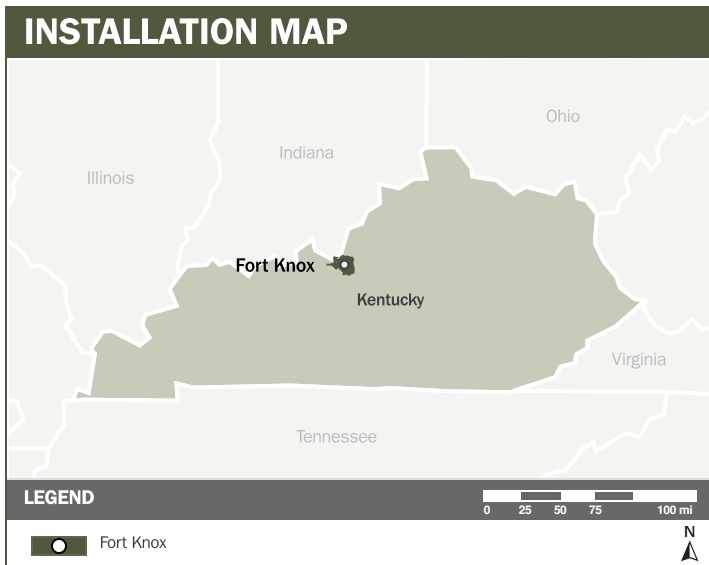 INSTALLATION MAP
Ohio
Indiana
Illinois
Fort Knox
Kentucky
Virginia
Tennessee
LEGEND
0 25 50 75 100 mi
N
Fort Knox